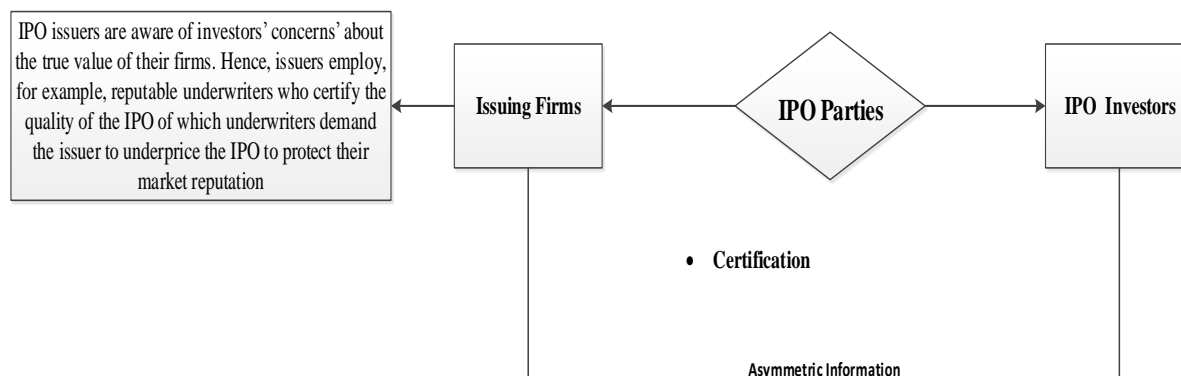 IPO issuers are aware of investors’ concerns’ about
the true value of their firms. Hence, issuers employ,
for example, reputable underwriters who certify the
quality of the IPO of which underwriters demand
the issuer to underprice the IPO to protect their
market reputation
Issuing Firms
IPO Parties
IPO Investors
• Certification
Asymmetric Information